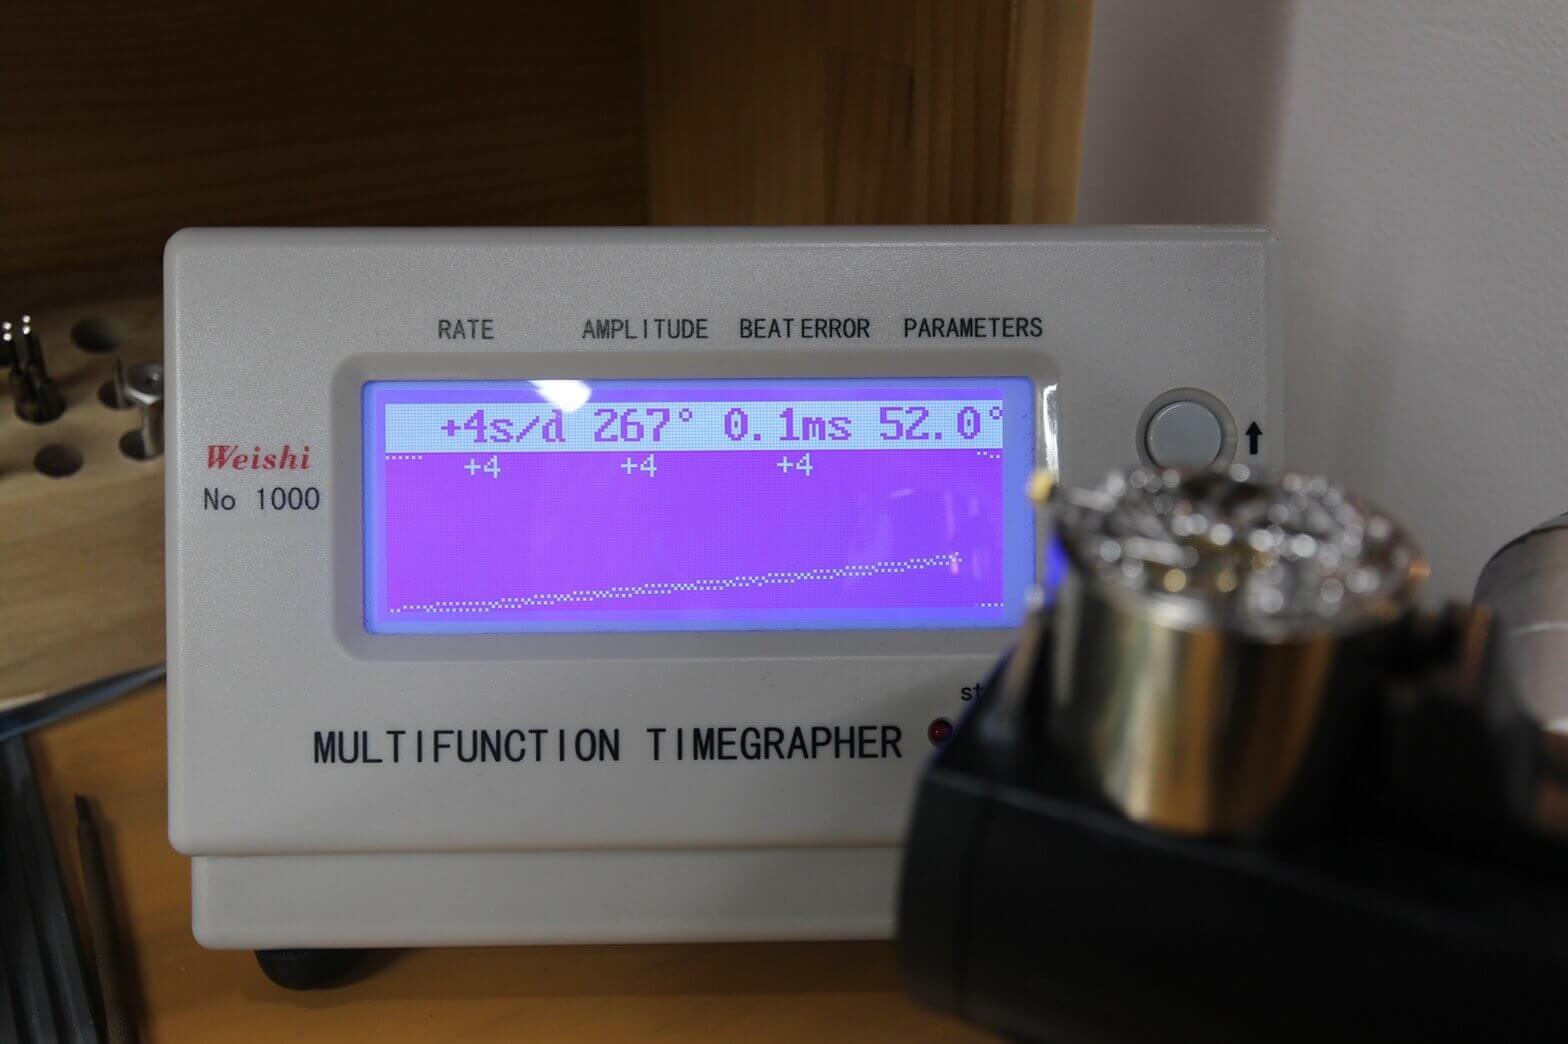 RATE AMPLITUDE BEAT ERROR PARAMETERS
+4s/d 267° 0.1ms 52.0°
+4 +4 +4
Weishi
No 1000
MULTIFUNCTION TIMEGRAPHER